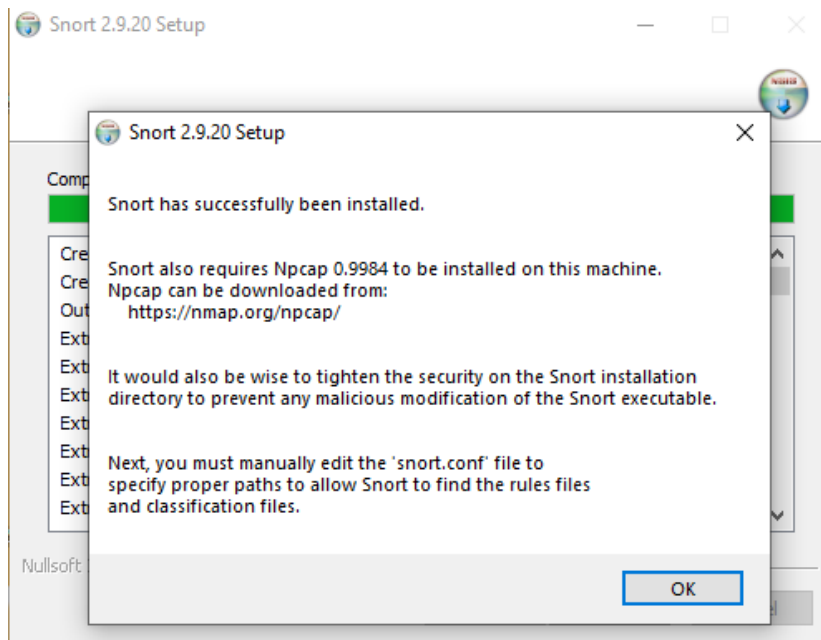 Snort 2.9.20 Setup
Snort 2.9.20 Setup
Comp
Snort has successfully been installed.
Cre
Cre
Out
Ext
Ext
Ext
Ext
Ext
Ext
Ext
Snort also requires Npcap 0.9984 to be installed on this machine.
Npcap can be downloaded from:
https://nmap.org/npcap/
It would also be wise to tighten the security on the Snort installation
directory to prevent any malicious modification of the Snort executable.
Next, you must manually edit the 'snort.conf' file to
specify proper paths to allow Snort to find the rules files
and classification files.
Nullsoft
OK